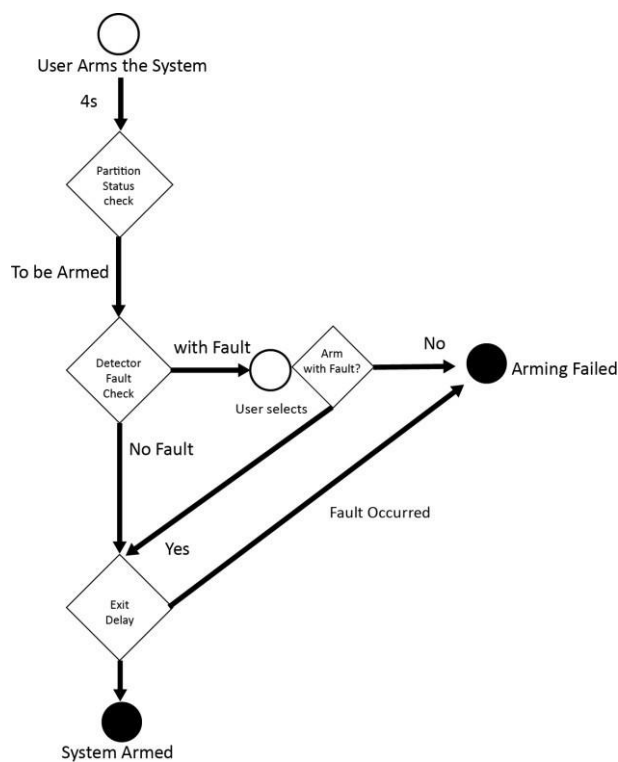 User Arms the System
4s
Partition
Status
check
To be Armed
Detector
Fault
Check
with Fault
User selects
Arm
with Fault?
No
Arming Failed
No Fault
Yes
Fault Occurred
Exit
Delay
System Armed